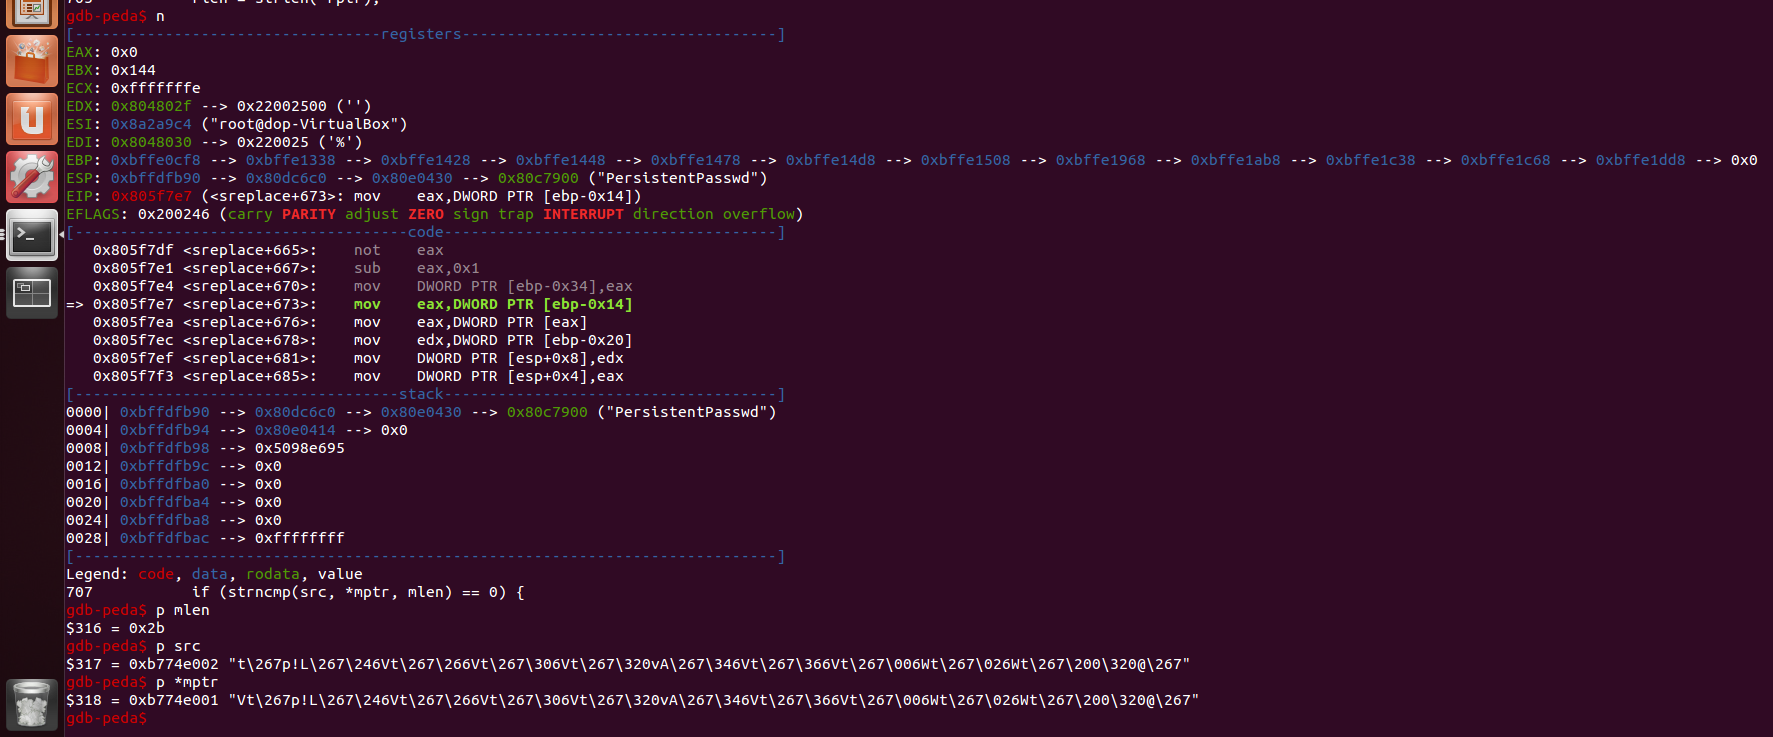 gdb-peda$ n
[----------------------------------registers-----------------------------------]
EAX: 0x0
EBX: 0x144
ECX: 0xfffffffe
EDX: 0x804802f --> 0x22002500 ('')
ESI: 0x8a2a9c4 ("root@dop-VirtualBox")
EDI: 0x8048030 --> 0x220025 ('%')
EBP: 0xbffe0cf8 --> 0xbffe1338 --> 0xbffe1428 --> 0xbffe1448 --> 0xbffe1478 --> 0xbffe14d8 --> 0xbffe1508 --> 0xbffe1968 --> 0xbffe1ab8 --> 0xbffe1c38 --> 0xbffe1c68 --> 0xbffe1dd8 --> 0x0
ESP: 0xbffdfb90 --> 0x80dc6c0 --> 0x80e0430 --> 0x80c7900 ("PersistentPasswd")
EIP: 0x805f7e7 (<sreplace+673>: mov    eax,DWORD PTR [ebp-0x14])
EFLAGS: 0x200246 (carry PARITY adjust ZERO sign trap INTERRUPT direction overflow)
[-------------------------------------code-------------------------------------]
   0x805f7df <sreplace+665>:    not    eax
   0x805f7e1 <sreplace+667>:    sub    eax,0x1
   0x805f7e4 <sreplace+670>:    mov    DWORD PTR [ebp-0x34],eax
=> 0x805f7e7 <sreplace+673>:    mov    eax,DWORD PTR [ebp-0x14]
   0x805f7ea <sreplace+676>:    mov    eax,DWORD PTR [eax]
   0x805f7ec <sreplace+678>:    mov    edx,DWORD PTR [ebp-0x20]
   0x805f7ef <sreplace+681>:    mov    DWORD PTR [esp+0x8],edx
   0x805f7f3 <sreplace+685>:    mov    DWORD PTR [esp+0x4],eax
[------------------------------------stack-------------------------------------]
0000| 0xbffdfb90 --> 0x80dc6c0 --> 0x80e0430 --> 0x80c7900 ("PersistentPasswd")
0004| 0xbffdfb94 --> 0x80e0414 --> 0x0
0008| 0xbffdfb98 --> 0x5098e695
0012| 0xbffdfb9c --> 0x0
0016| 0xbffdfba0 --> 0x0
0020| 0xbffdfba4 --> 0x0
0024| 0xbffdfba8 --> 0x0
0028| 0xbffdfbac --> 0xffffffff
[------------------------------------------------------------------------------]
Legend: code, data, rodata, value
707           if (strncmp(src, *mptr, mlen) == 0) {
gdb-peda$ p mlen
$316 = 0x2b
gdb-peda$ p src
$317 = 0xb774e002 "t\267p!L\267\246Vt\267\266Vt\267\306Vt\267\320vA\267\346Vt\267\366Vt\267\006Wt\267\026Wt\267\200\320@\267"
gdb-peda$ p *mptr
$318 = 0xb774e001 "Vt\267p!L\267\246Vt\267\266Vt\267\306Vt\267\320vA\267\346Vt\267\366Vt\267\006Wt\267\026Wt\267\200\320@\267"
gdb-peda$